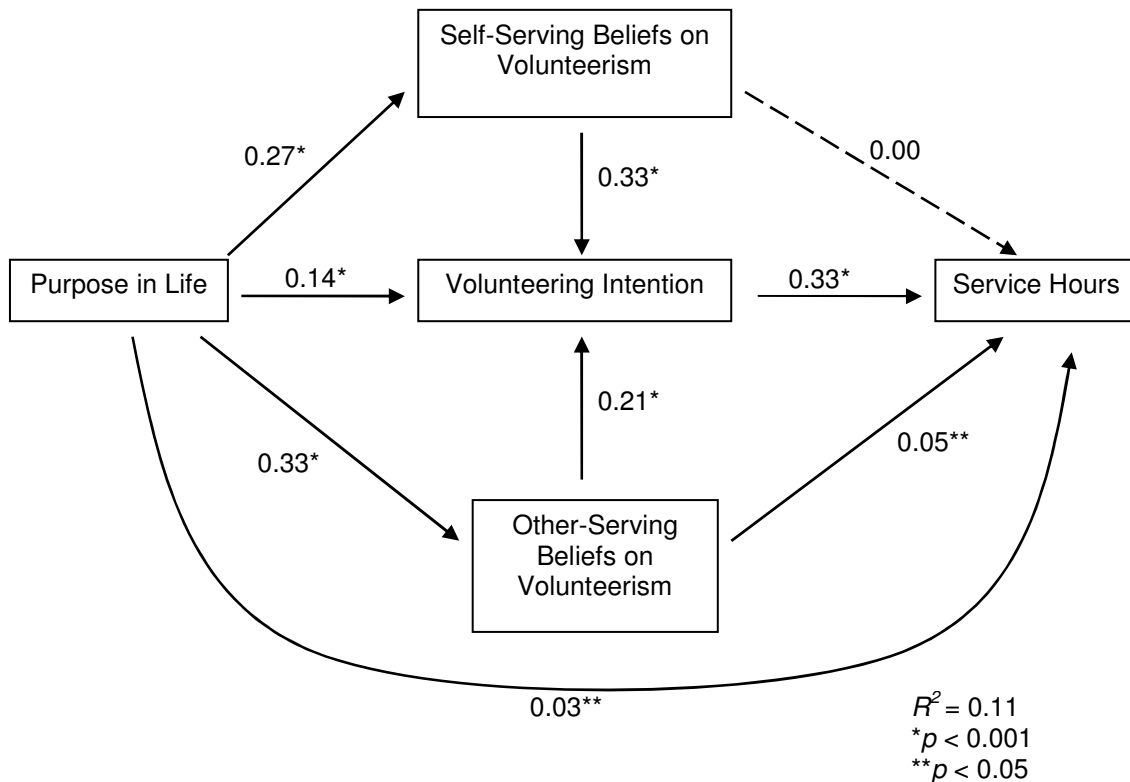 Self-Serving Beliefs on
Volunteerism
0.27*
0.33*
0.00
Purpose in Life
0.14*
Volunteering Intention
0.33*
Service Hours
0.33*
0.21*
0.05**
Other-Serving
Beliefs on
Volunteerism
0.03**
R² = 0.11
*p < 0.001
**p < 0.05